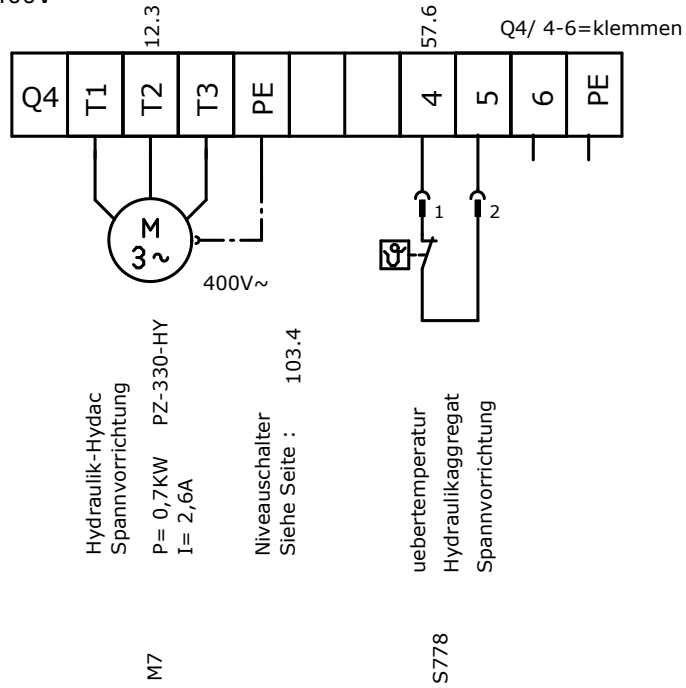 400V
12.3
57.6
Q4/ 4-6=klemmen
Q4 T1 T2 T3 PE 4 5 6 PE
1 2
M
3~
400V~
Hydraulik-Hydac
Spannvorrichtung
P= 0,7KW PZ-330-HY
I= 2,6A
Niveauschalter
Siehe Seite : 103.4
uebertemperatur
Hydraulikaggregat
Spannvorrichtung
M7
S778